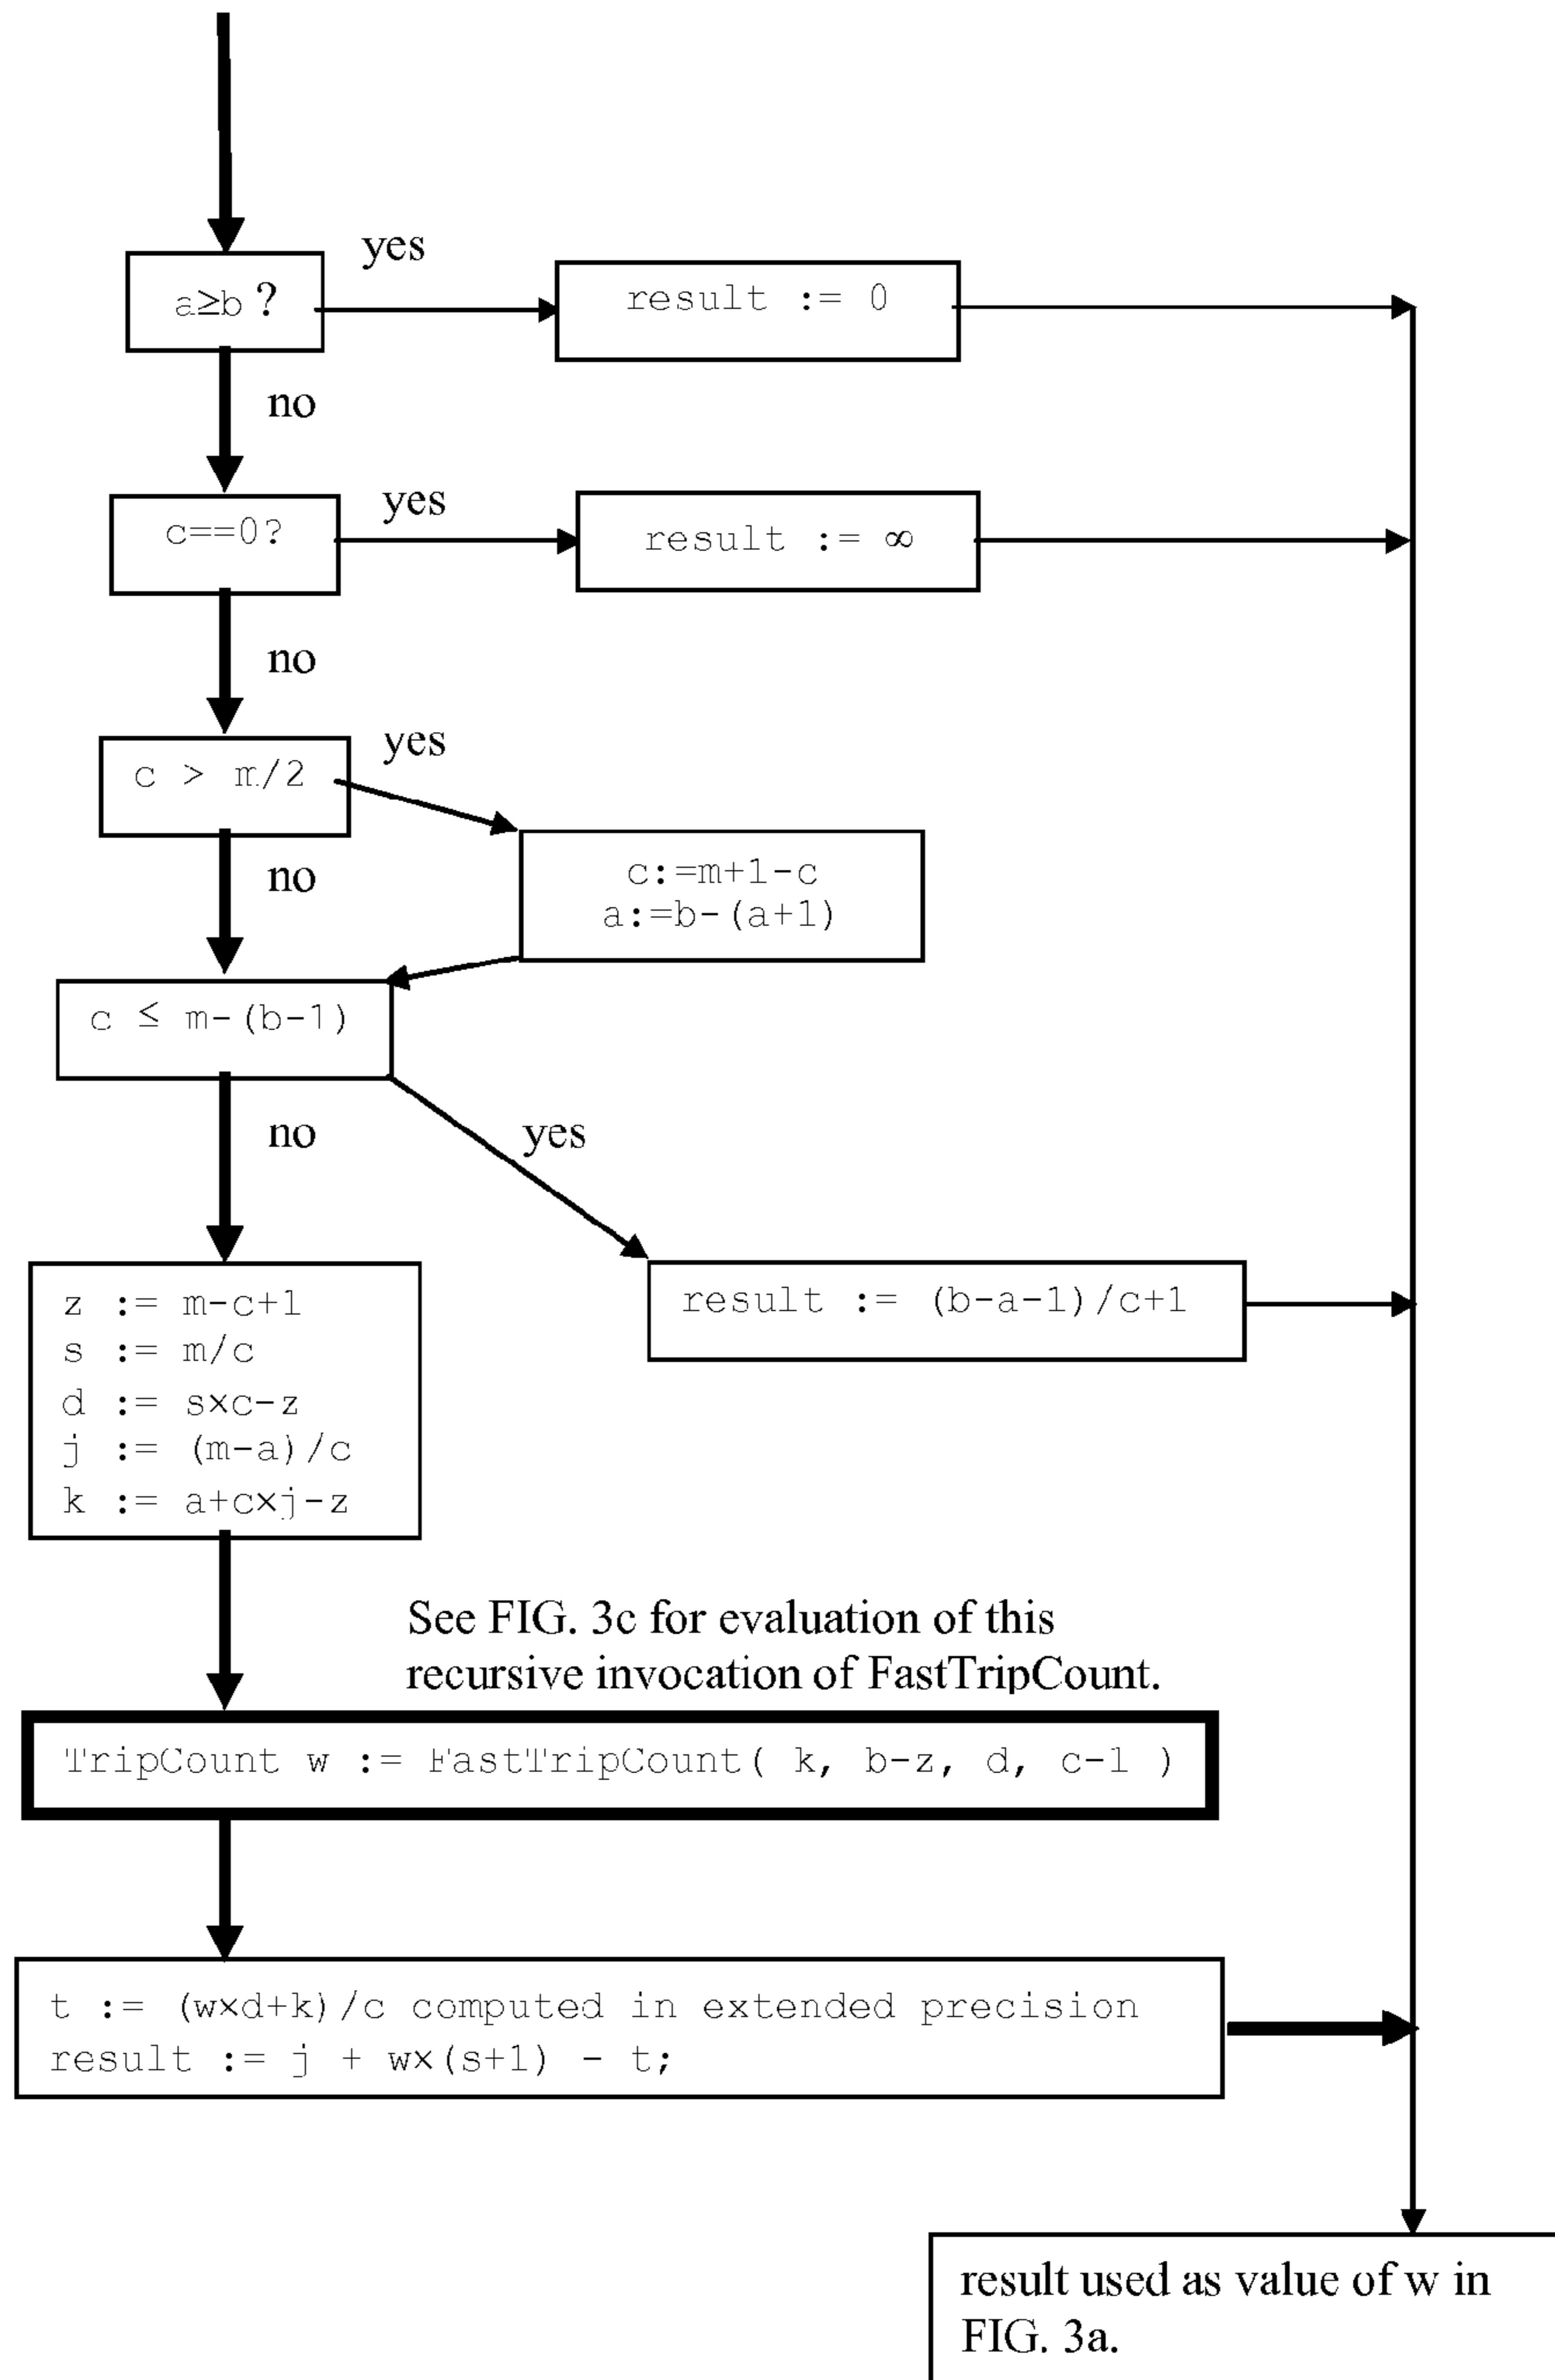 yes
a≥b ?
result := 0
no
c==0?
yes
result := ∞
no
c > m/2
yes
c:=m+1-c
a:=b-(a+1)
no
c ≤ m-(b-1)
no
yes
z := m-c+1
s := m/c
d := s×c-z
j := (m-a)/c
k := a+c×j-z
result := (b-a-1)/c+1
See FIG. 3c for evaluation of this
recursive invocation of FastTripCount.
TripCount w := FastTripCount( k, b-z, d, c-1 )
t := (w×d+k)/c computed in extended precision
result := j + w×(s+1) - t;
result used as value of w in
FIG. 3a.